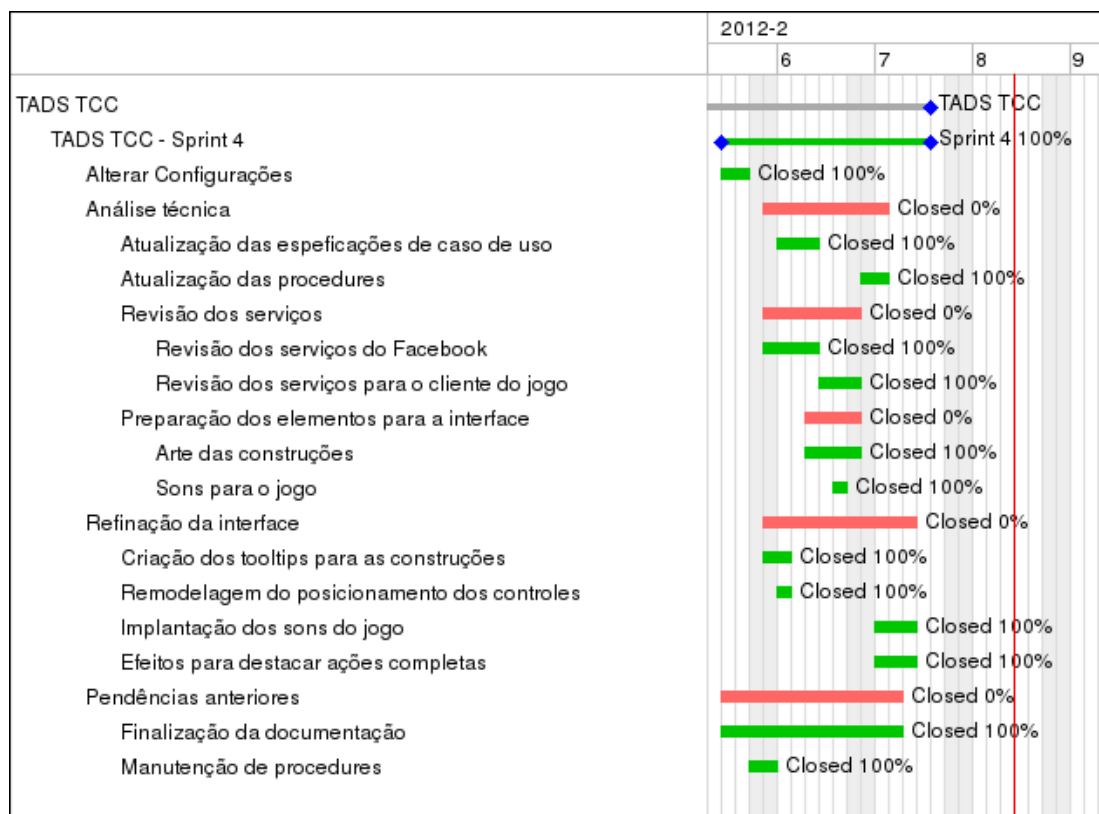 2012-2
6 7 8 9
TADS TCC TADS TCC
TADS TCC - Sprint 4 Sprint 4 100%
Alterar Configurações Closed 100%
Análise técnica Closed 0%
Atualização das espeficações de caso de uso Closed 100%
Atualização das procedures Closed 100%
Revisão dos serviços Closed 0%
Revisão dos serviços do Facebook Closed 100%
Revisão dos serviços para o cliente do jogo Closed 100%
Preparação dos elementos para a interface Closed 0%
Arte das construções Closed 100%
Sons para o jogo Closed 100%
Refinação da interface Closed 0%
Criação dos tooltips para as construções Closed 100%
Remodelagem do posicionamento dos controles Closed 100%
Implantação dos sons do jogo Closed 100%
Efeitos para destacar ações completas Closed 100%
Pendências anteriores Closed 0%
Finalização da documentação Closed 100%
Manutenção de procedures Closed 100%